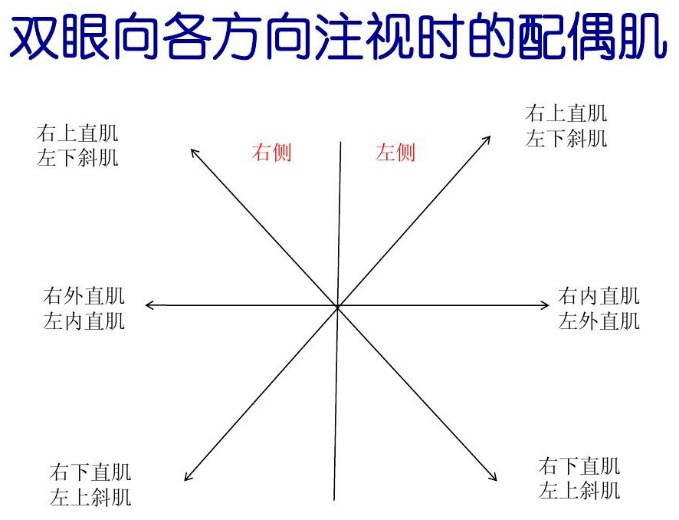 双眼向各方向注视时的配偶肌
右上直肌
左下斜肌
右侧
左侧
右上直肌
左下斜肌
右外直肌
左内直肌
右内直肌
左外直肌
右下直肌
左上斜肌
右下直肌
左上斜肌